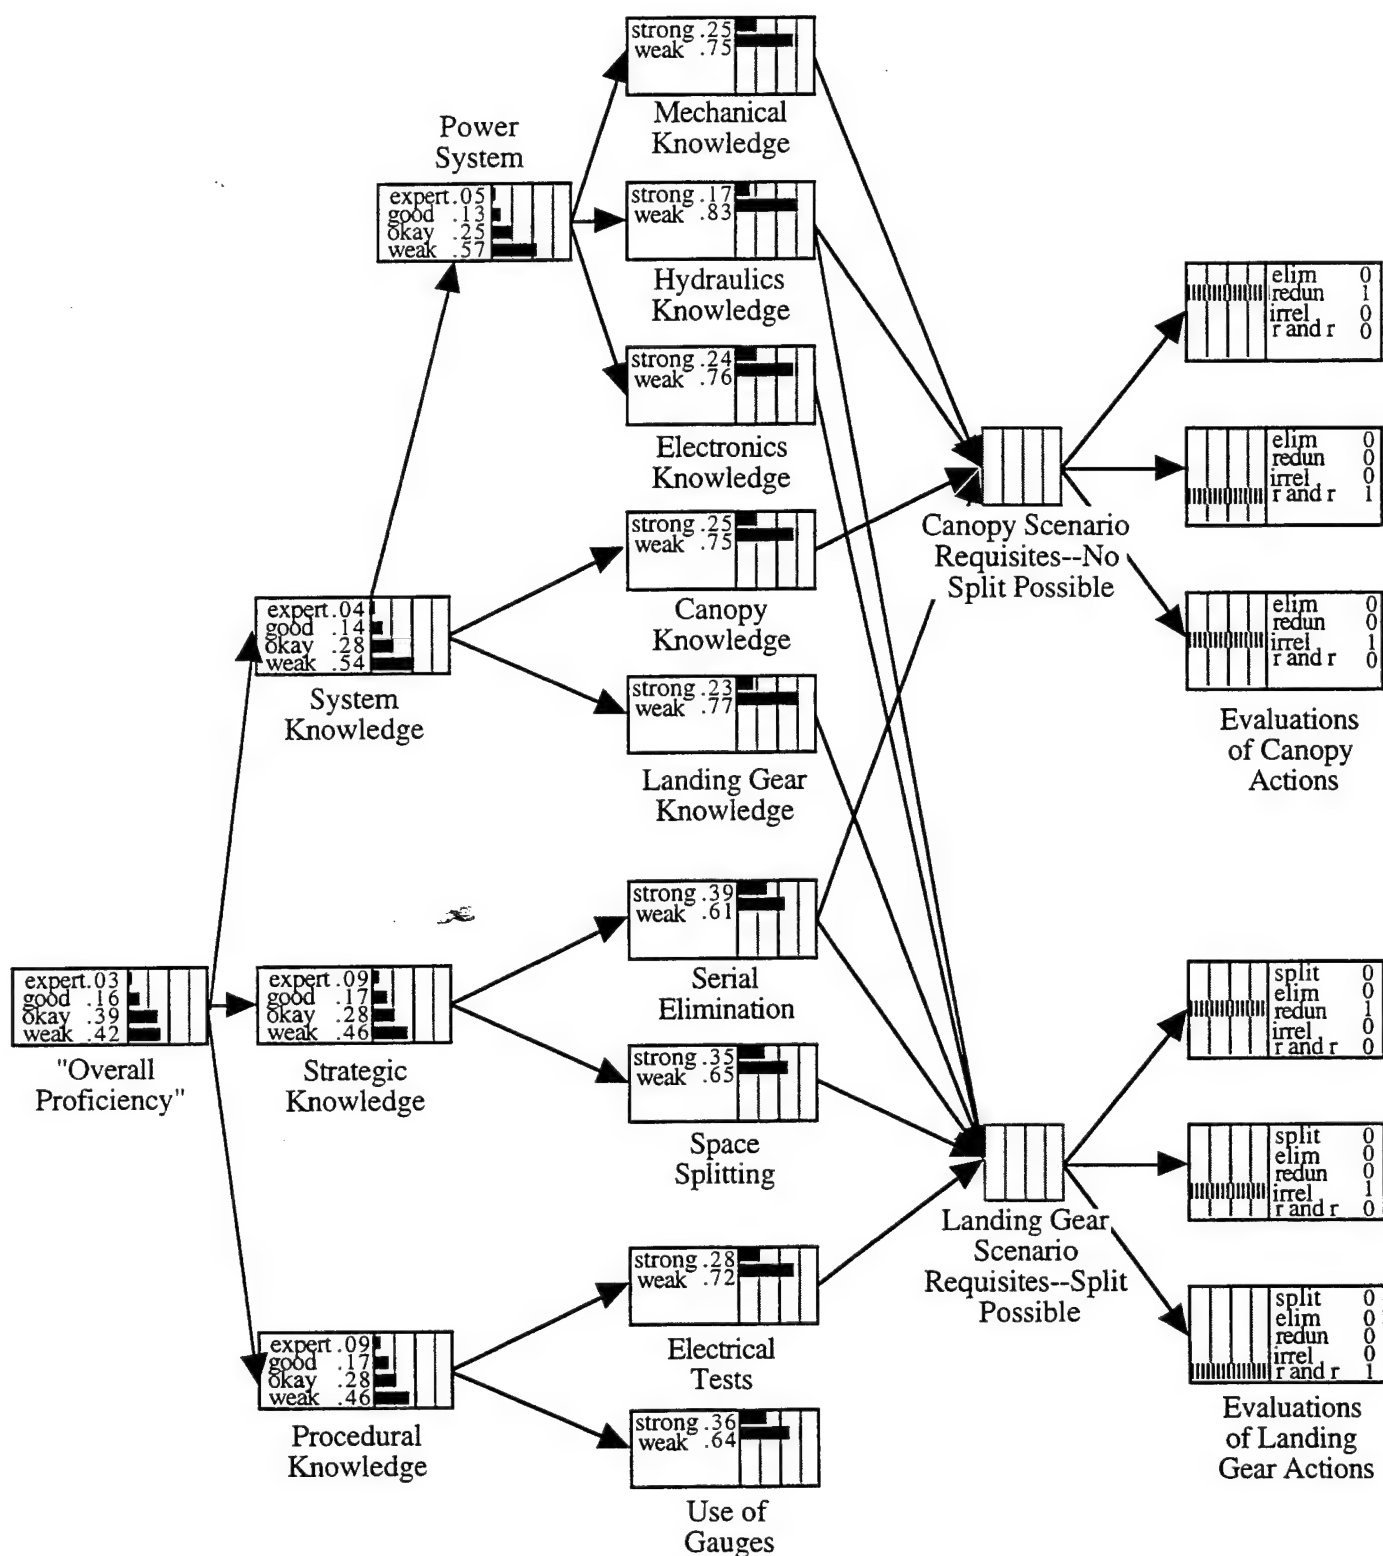 strong .25
weak .75
Mechanical
Knowledge
Power
System
expert .05
good .13
okay .25
weak .57
strong .17
weak .83
Hydraulics
Knowledge
strong .24
weak .76
Electronics
Knowledge
strong .25
weak .75
Canopy
Knowledge
expert .04
good .14
okay .28
weak .54
System
Knowledge
strong .23
weak .77
Landing Gear
Knowledge
strong .39
weak .61
Serial
Elimination
expert .03
good .16
okay .39
weak .42
"Overall
Proficiency"
expert .09
good .17
okay .28
weak .46
Strategic
Knowledge
strong .35
weak .65
Space
Splitting
strong .28
weak .72
Electrical
Tests
expert .09
good .17
okay .28
weak .46
Procedural
Knowledge
strong .36
weak .64
Use of
Gauges
Canopy Scenario
Requisites--No
Split Possible
elim 0
redun 1
irrel 0
r and r 0
elim 0
redun 0
irrel 0
r and r 1
elim 0
redun 0
irrel 1
r and r 0
Evaluations
of Canopy
Actions
Landing Gear
Scenario
Requisites--Split
Possible
split 0
elim 0
redun 1
irrel 0
r and r 0
split 0
elim 0
redun 0
irrel 1
r and r 0
split 0
elim 0
redun 0
irrel 0
r and r 1
Evaluations
of Landing
Gear Actions